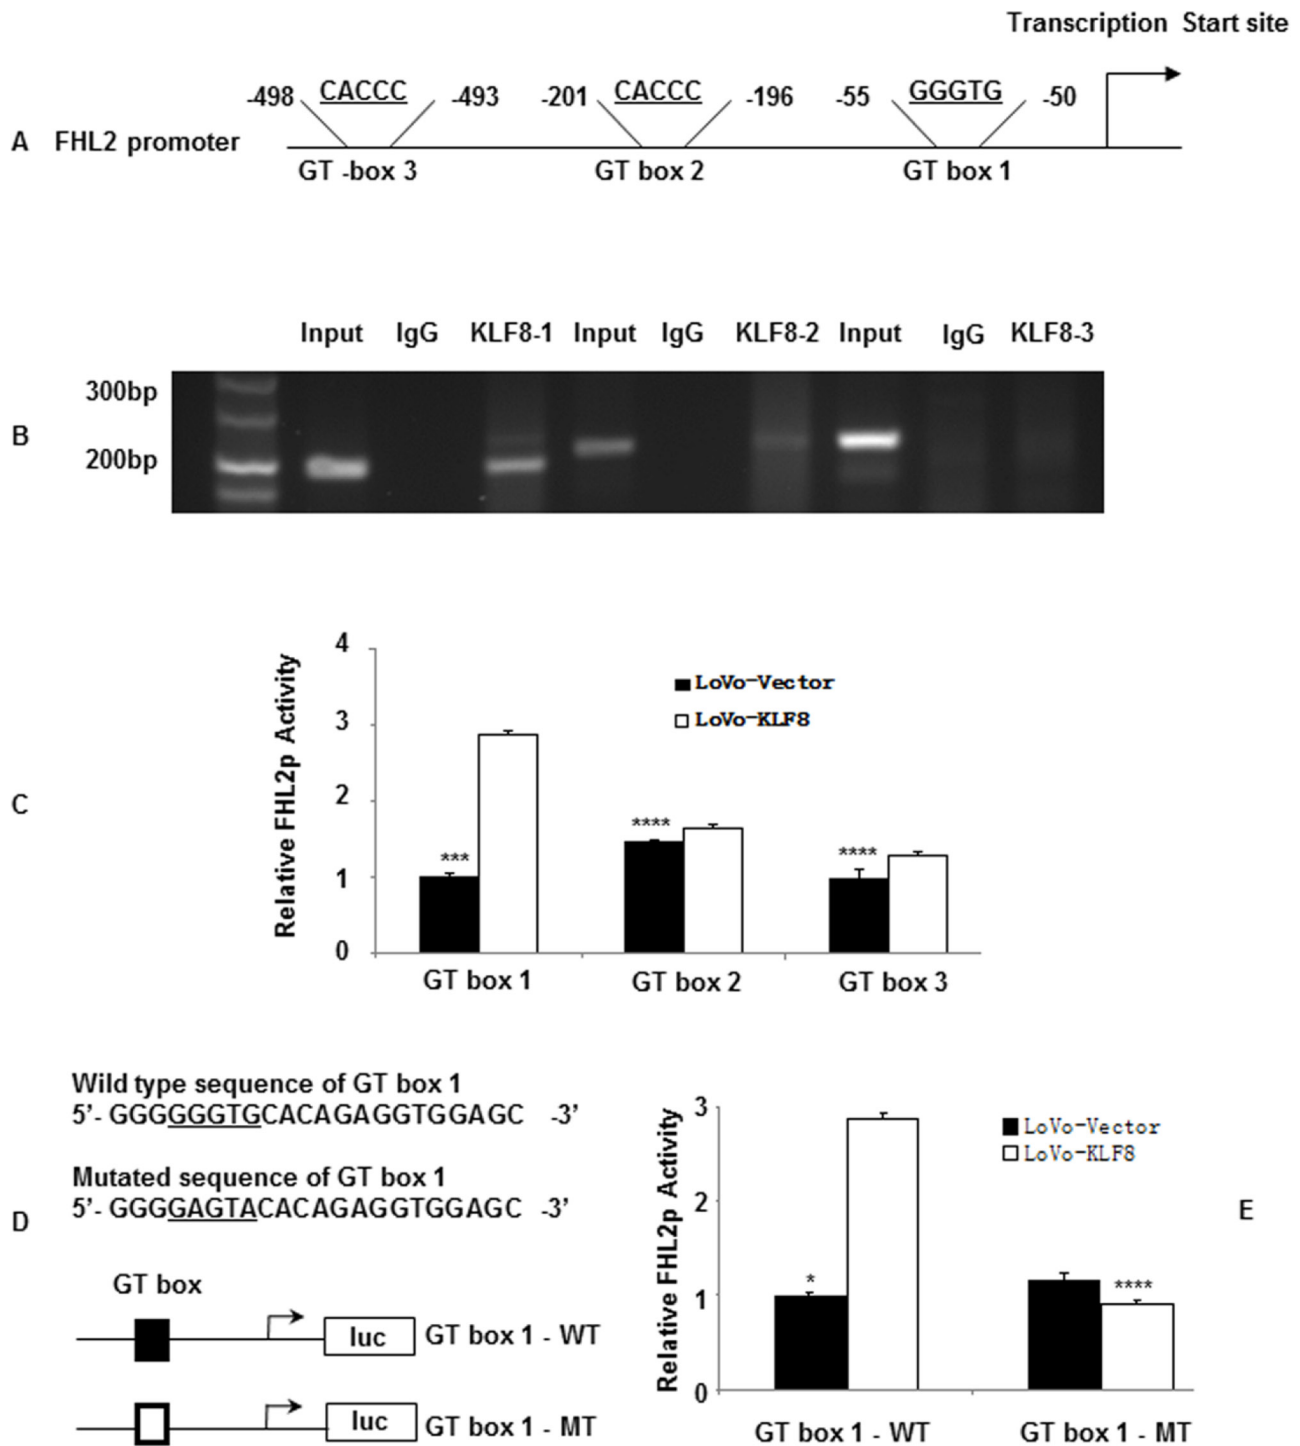 Transcription Start site
-498 CACCC -493 -201 CACCC -196 -55 GGGTG -50
A FHL2 promoter
GT -box 3 GT box 2 GT box 1
Input IgG KLF8-1 Input IgG KLF8-2 Input IgG KLF8-3
300bp
B
200bp
4
3
2
1
0
Relative FHL2p Activity
LoVo-Vector
LoVo-KLF8
C
*** **** ****
GT box 1 GT box 2 GT box 3
Wild type sequence of GT box 1
5'- GGGGGGTGCACAGAGGTGGAGC -3'
Mutated sequence of GT box 1
5'- GGGGAGTACACAGAGGTGGAGC -3'
D
GT box
luc GT box 1 - WT
luc GT box 1 - MT
3
2
1
0
Relative FHL2p Activity
LoVo-Vector
LoVo-KLF8
E
* ****
GT box 1 - WT GT box 1 - MT